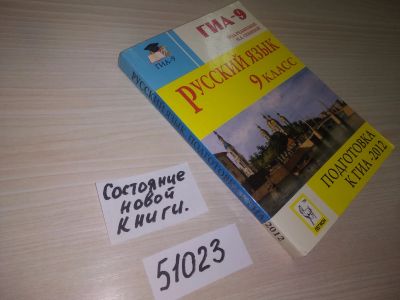 ГИА-9
ГИА-9
РУССКИЙ ЯЗЫК
9 КЛАСС
ПОДГОТОВКА
К ГИА-2012
ЛЕГИОН
РУССКИЙ ЯЗЫК ПОДГОТОВКА
2012
Состояние
новой
книги.
51023